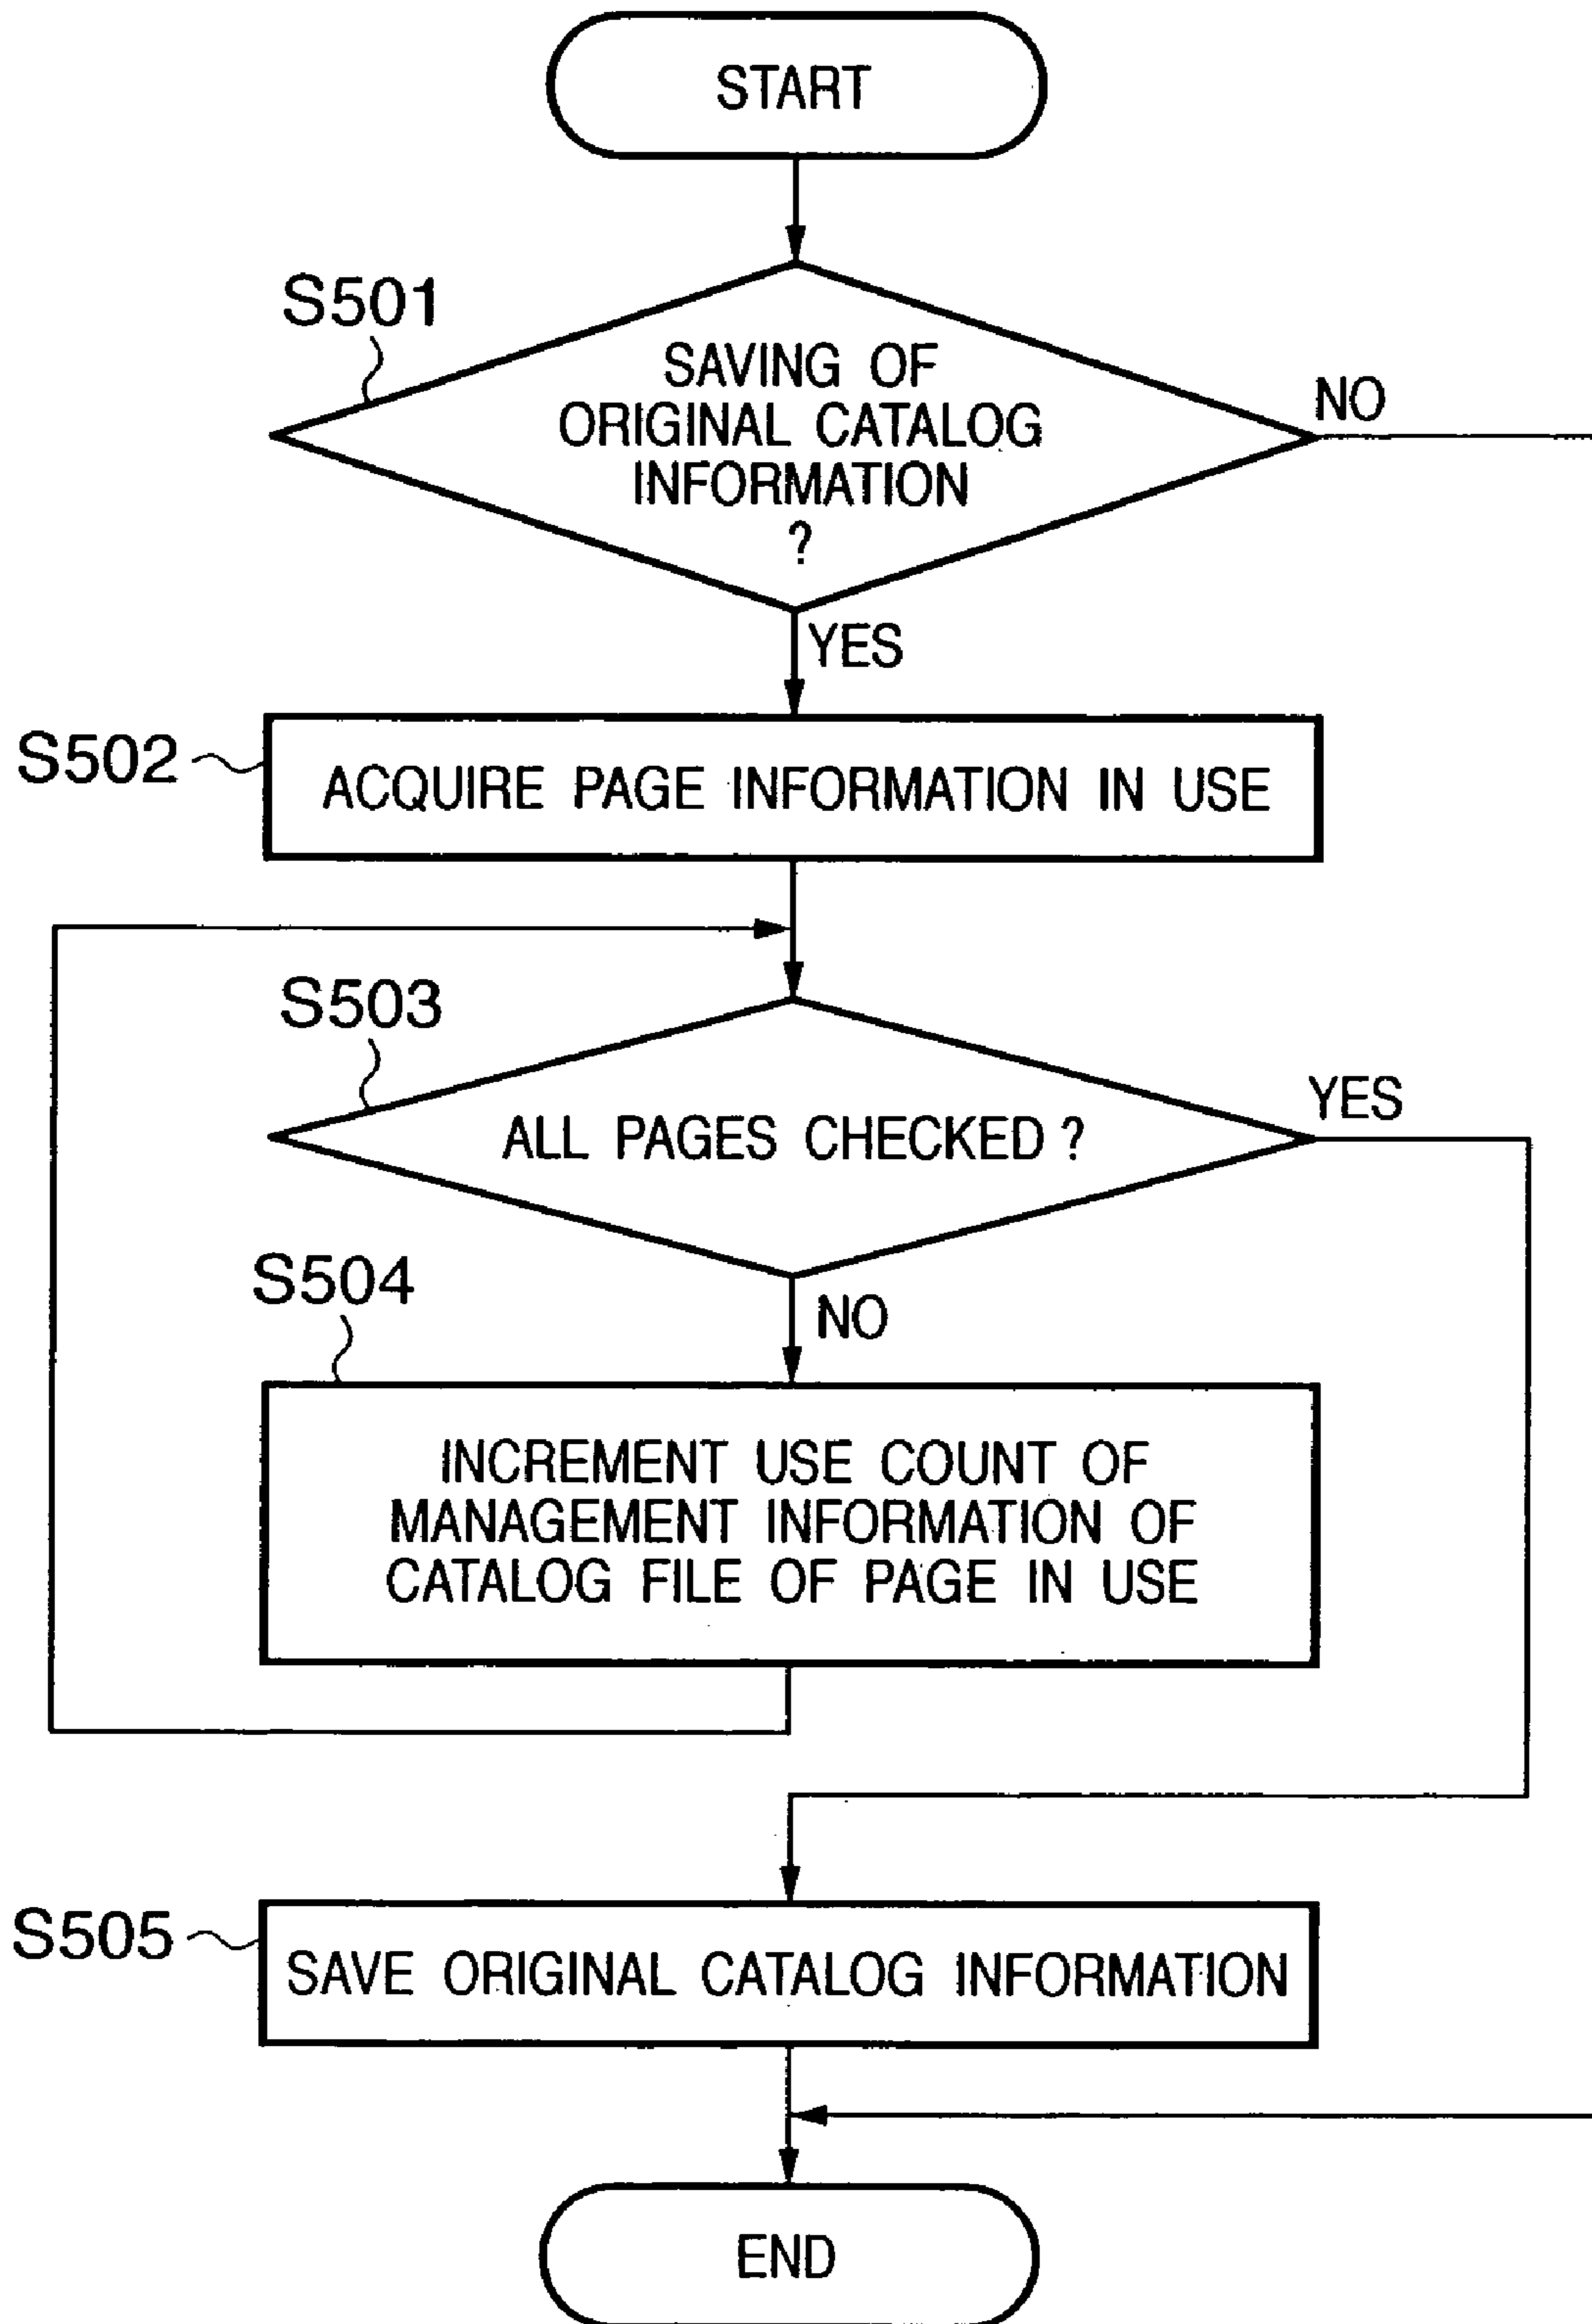 START
S501
SAVING OF
ORIGINAL CATALOG
INFORMATION
?
NO
YES
S502
ACQUIRE PAGE INFORMATION IN USE
S503
ALL PAGES CHECKED ?
YES
S504
NO
INCREMENT USE COUNT OF
MANAGEMENT INFORMATION OF
CATALOG FILE OF PAGE IN USE
S505
SAVE ORIGINAL CATALOG INFORMATION
END